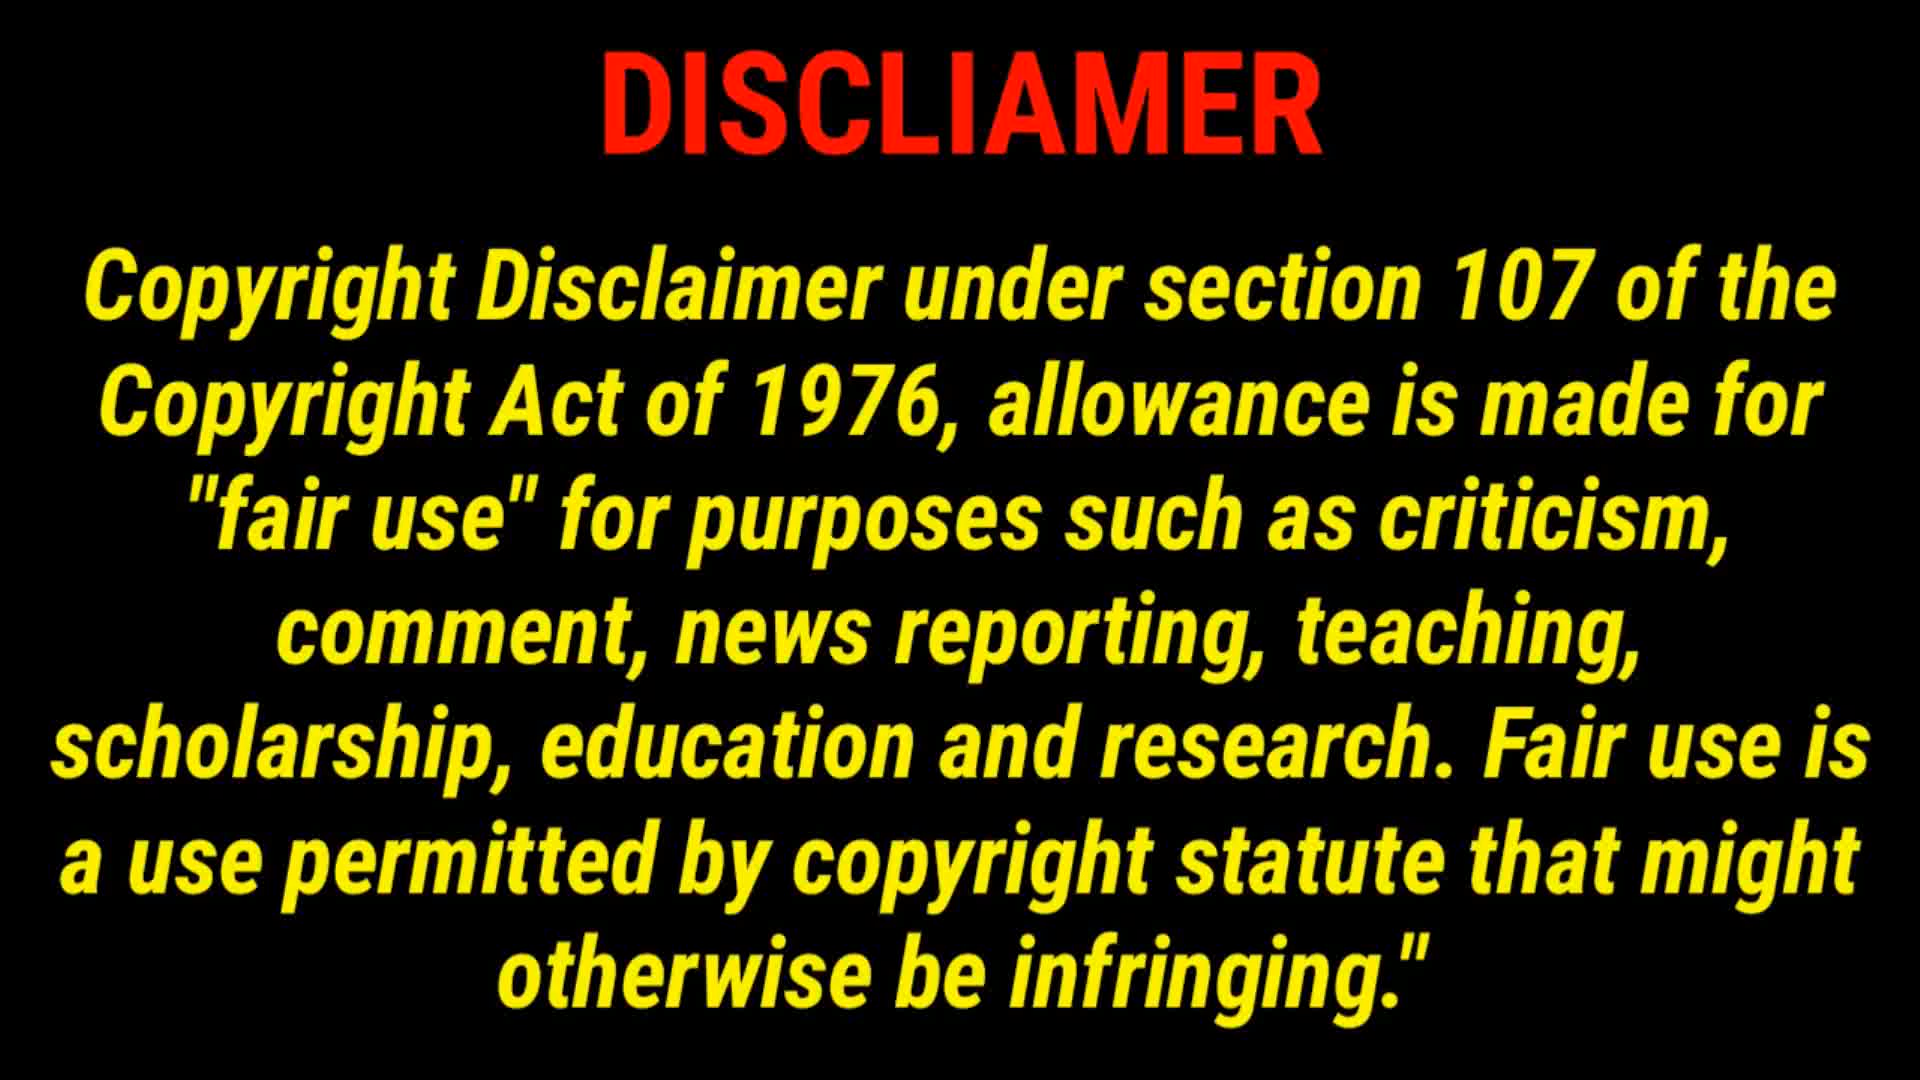 DISCLIAMER
Copyright Disclaimer under section 107 of the
Copyright Act of 1976, allowance is made for
"fair use" for purposes such as criticism,
comment, news reporting, teaching,
scholarship, education and research. Fair use is
a use permitted by copyright statute that might
otherwise be infringing."